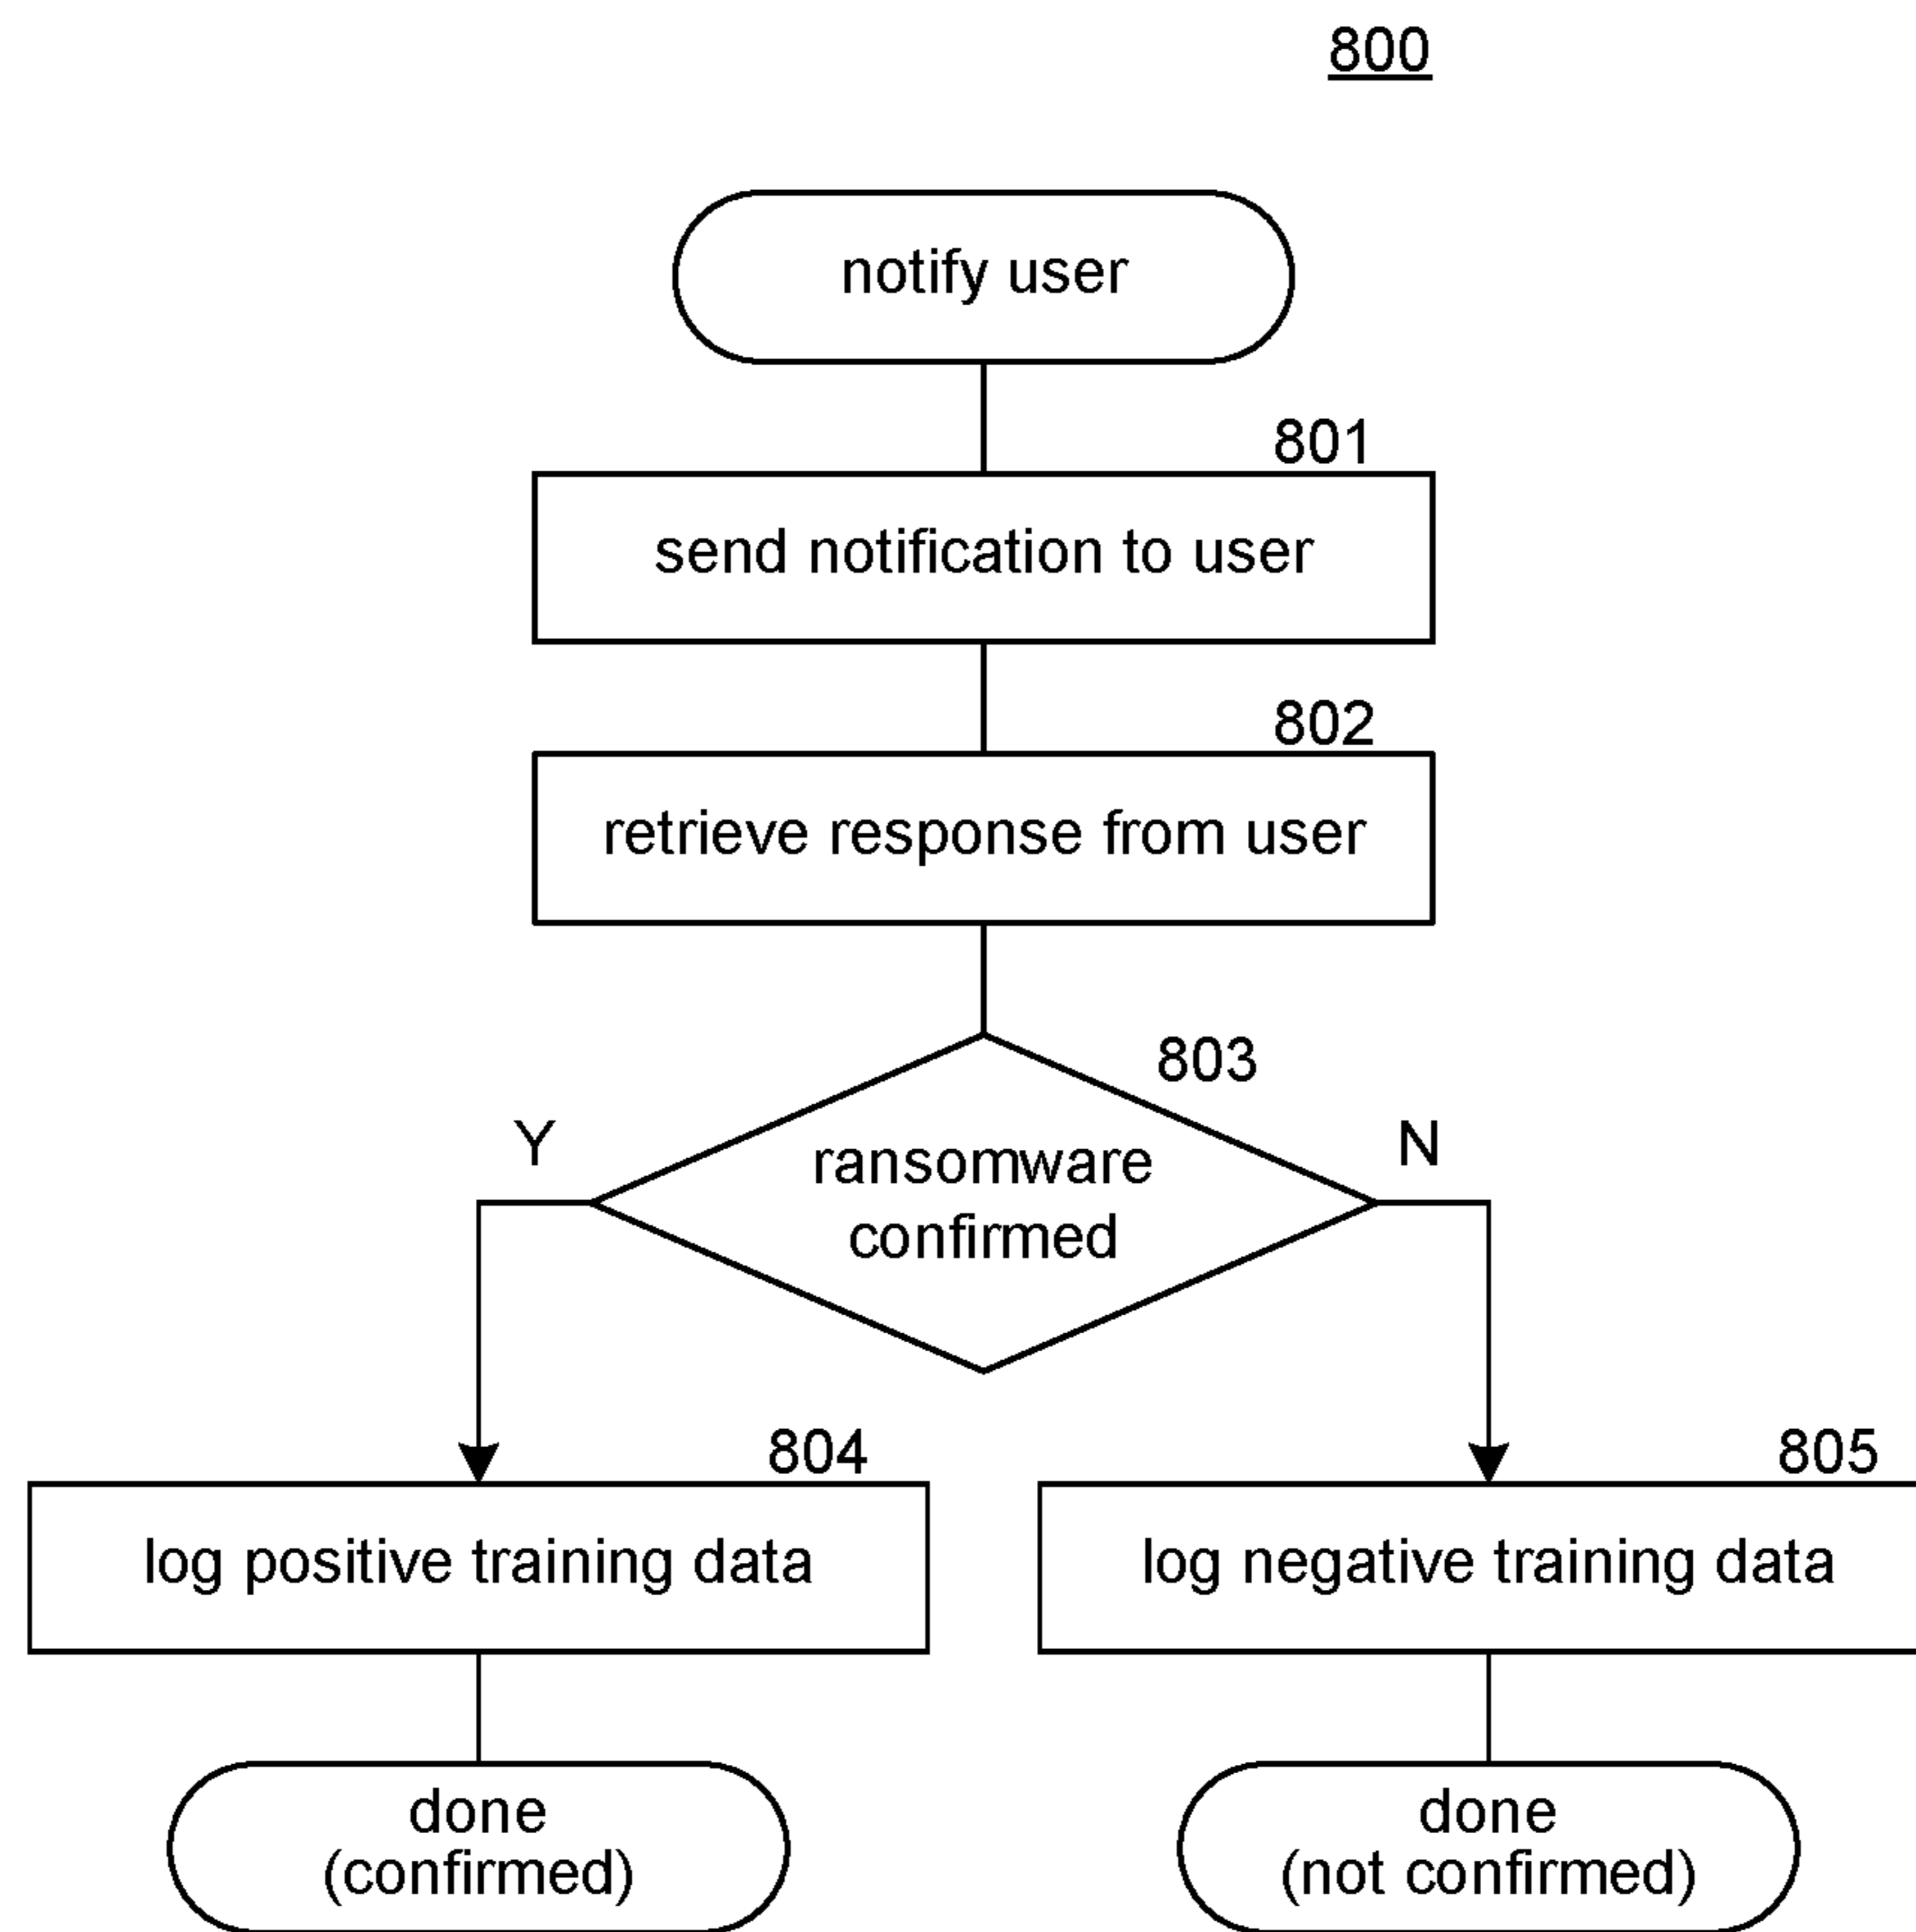 800
notify user
801
send notification to user
802
retrieve response from user
803
Y
N
ransomware
confirmed
804
805
log positive training data
log negative training data
done
(confirmed)
done
(not confirmed)